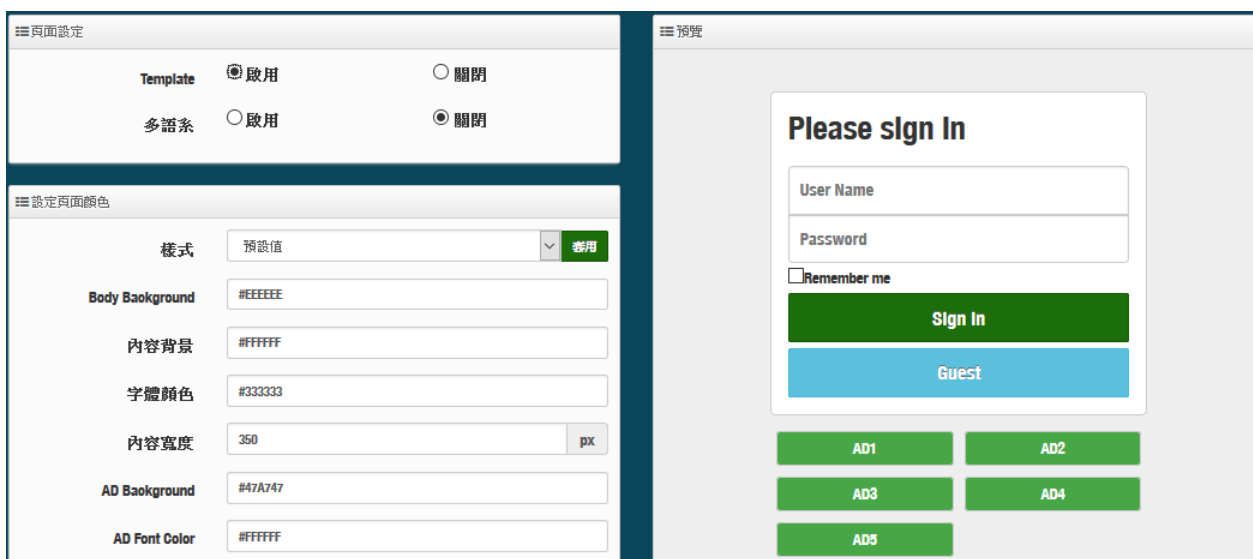 頁面設定
Template 啟用 關閉
多語系 啟用 關閉
設定頁面顏色
樣式 預設值 套用
Body Background #EEEEEE
內容背景 #FFFFFF
字體顏色 #333333
內容寬度 350 px
AD Background #47A747
AD Font Color #FFFFFF
預覽
Please sign In
User Name
Password
Remember me
Sign In
Guest
AD1 AD2
AD3 AD4
AD5